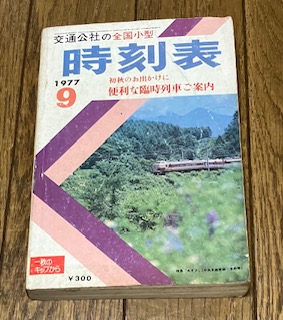 交通公社の全国小型
時刻表
1977
9
初秋のお出かけに
便利な臨時列車ご案内
一枚の
キップから
￥300